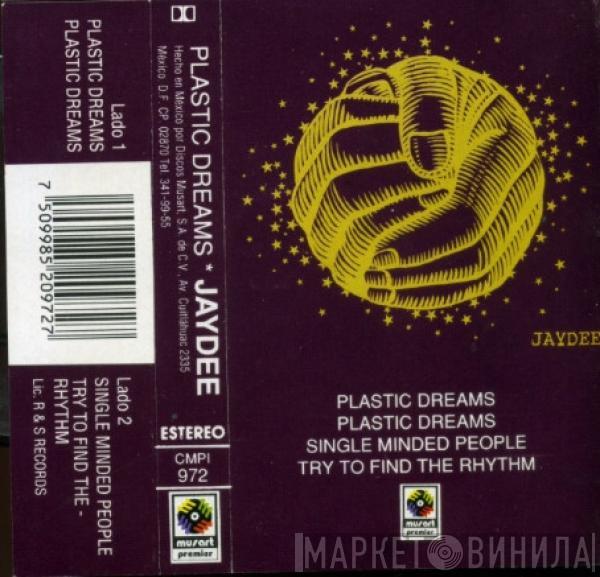 Lado 1
PLASTIC DREAMS
PLASTIC DREAMS
7 509985 209727
Lado 2
SINGLE MINDED PEOPLE
TRY TO FIND THE -
RHYTHM
Lic. R & S RECORDS
PLASTIC DREAMS * JAYDEE
Hecho en México por Discos Musart, S.A. de C.V., Av. Cuitláhuac 2335
México, D.F. CP. 02870 Tel. 341-99-55
ESTEREO
CMPI
972
musart
premier
JAYDEE
PLASTIC DREAMS
PLASTIC DREAMS
SINGLE MINDED PEOPLE
TRY TO FIND THE RHYTHM
musart
premier
МАРКЕТ ВИНИЛА